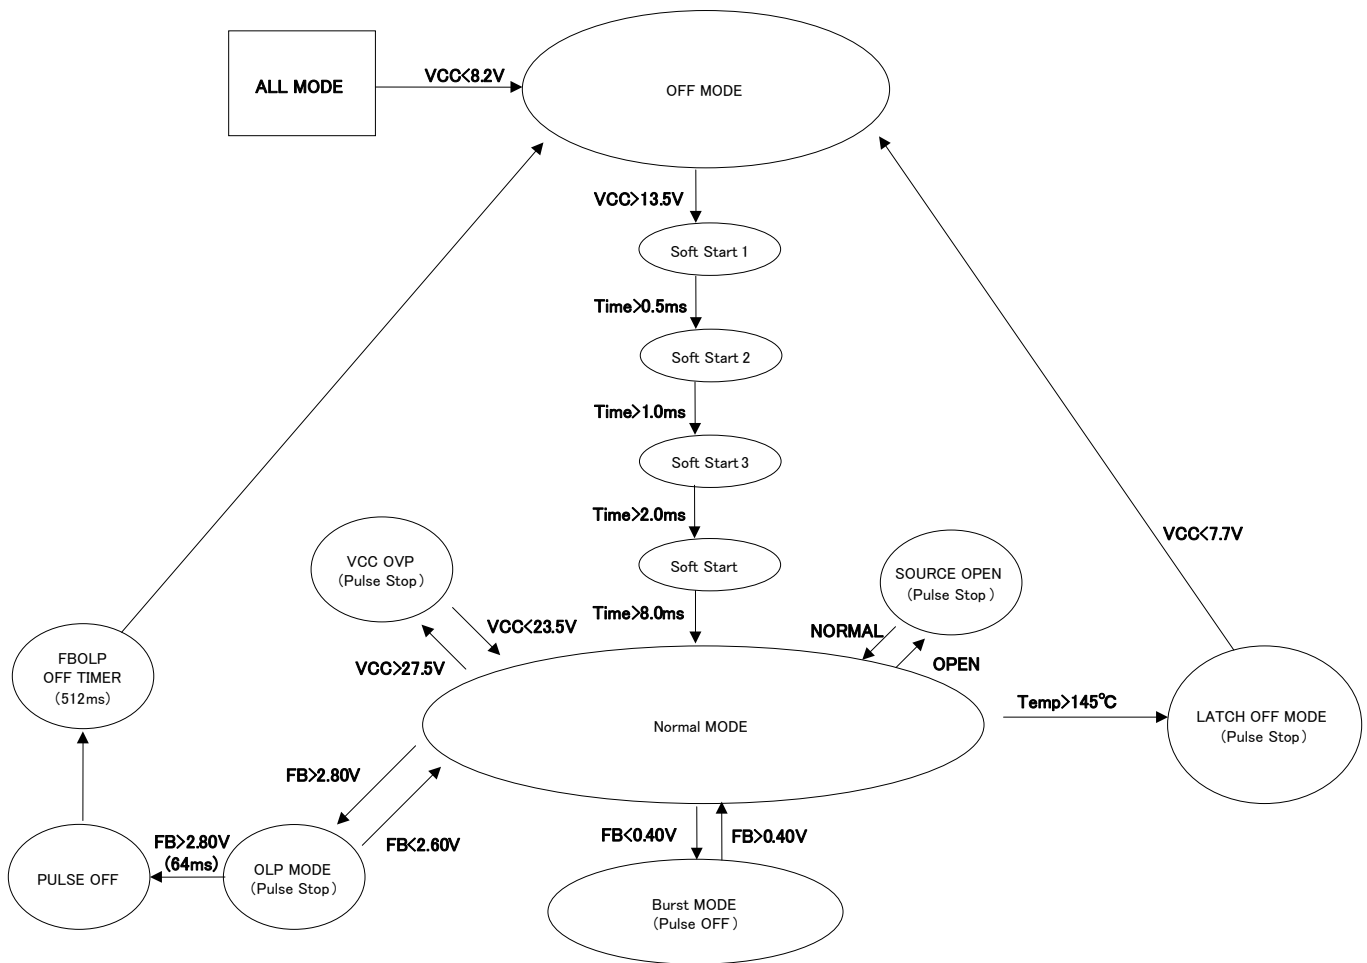 ALL MODE
VCC<8.2V
OFF MODE
VCC>13.5V
Soft Start 1
Time>0.5ms
Soft Start 2
Time>1.0ms
Soft Start 3
Time>2.0ms
Soft Start
Time>8.0ms
VCC OVP
(Pulse Stop)
VCC<23.5V
VCC>27.5V
SOURCE OPEN
(Pulse Stop)
NORMAL
OPEN
VCC<7.7V
FBOLP
OFF TIMER
(512ms)
Normal MODE
Temp>145℃
LATCH OFF MODE
(Pulse Stop)
FB>2.80V
FB<2.60V
FB<0.40V
FB>0.40V
FB>2.80V
(64ms)
PULSE OFF
OLP MODE
(Pulse Stop)
Burst MODE
(Pulse OFF)